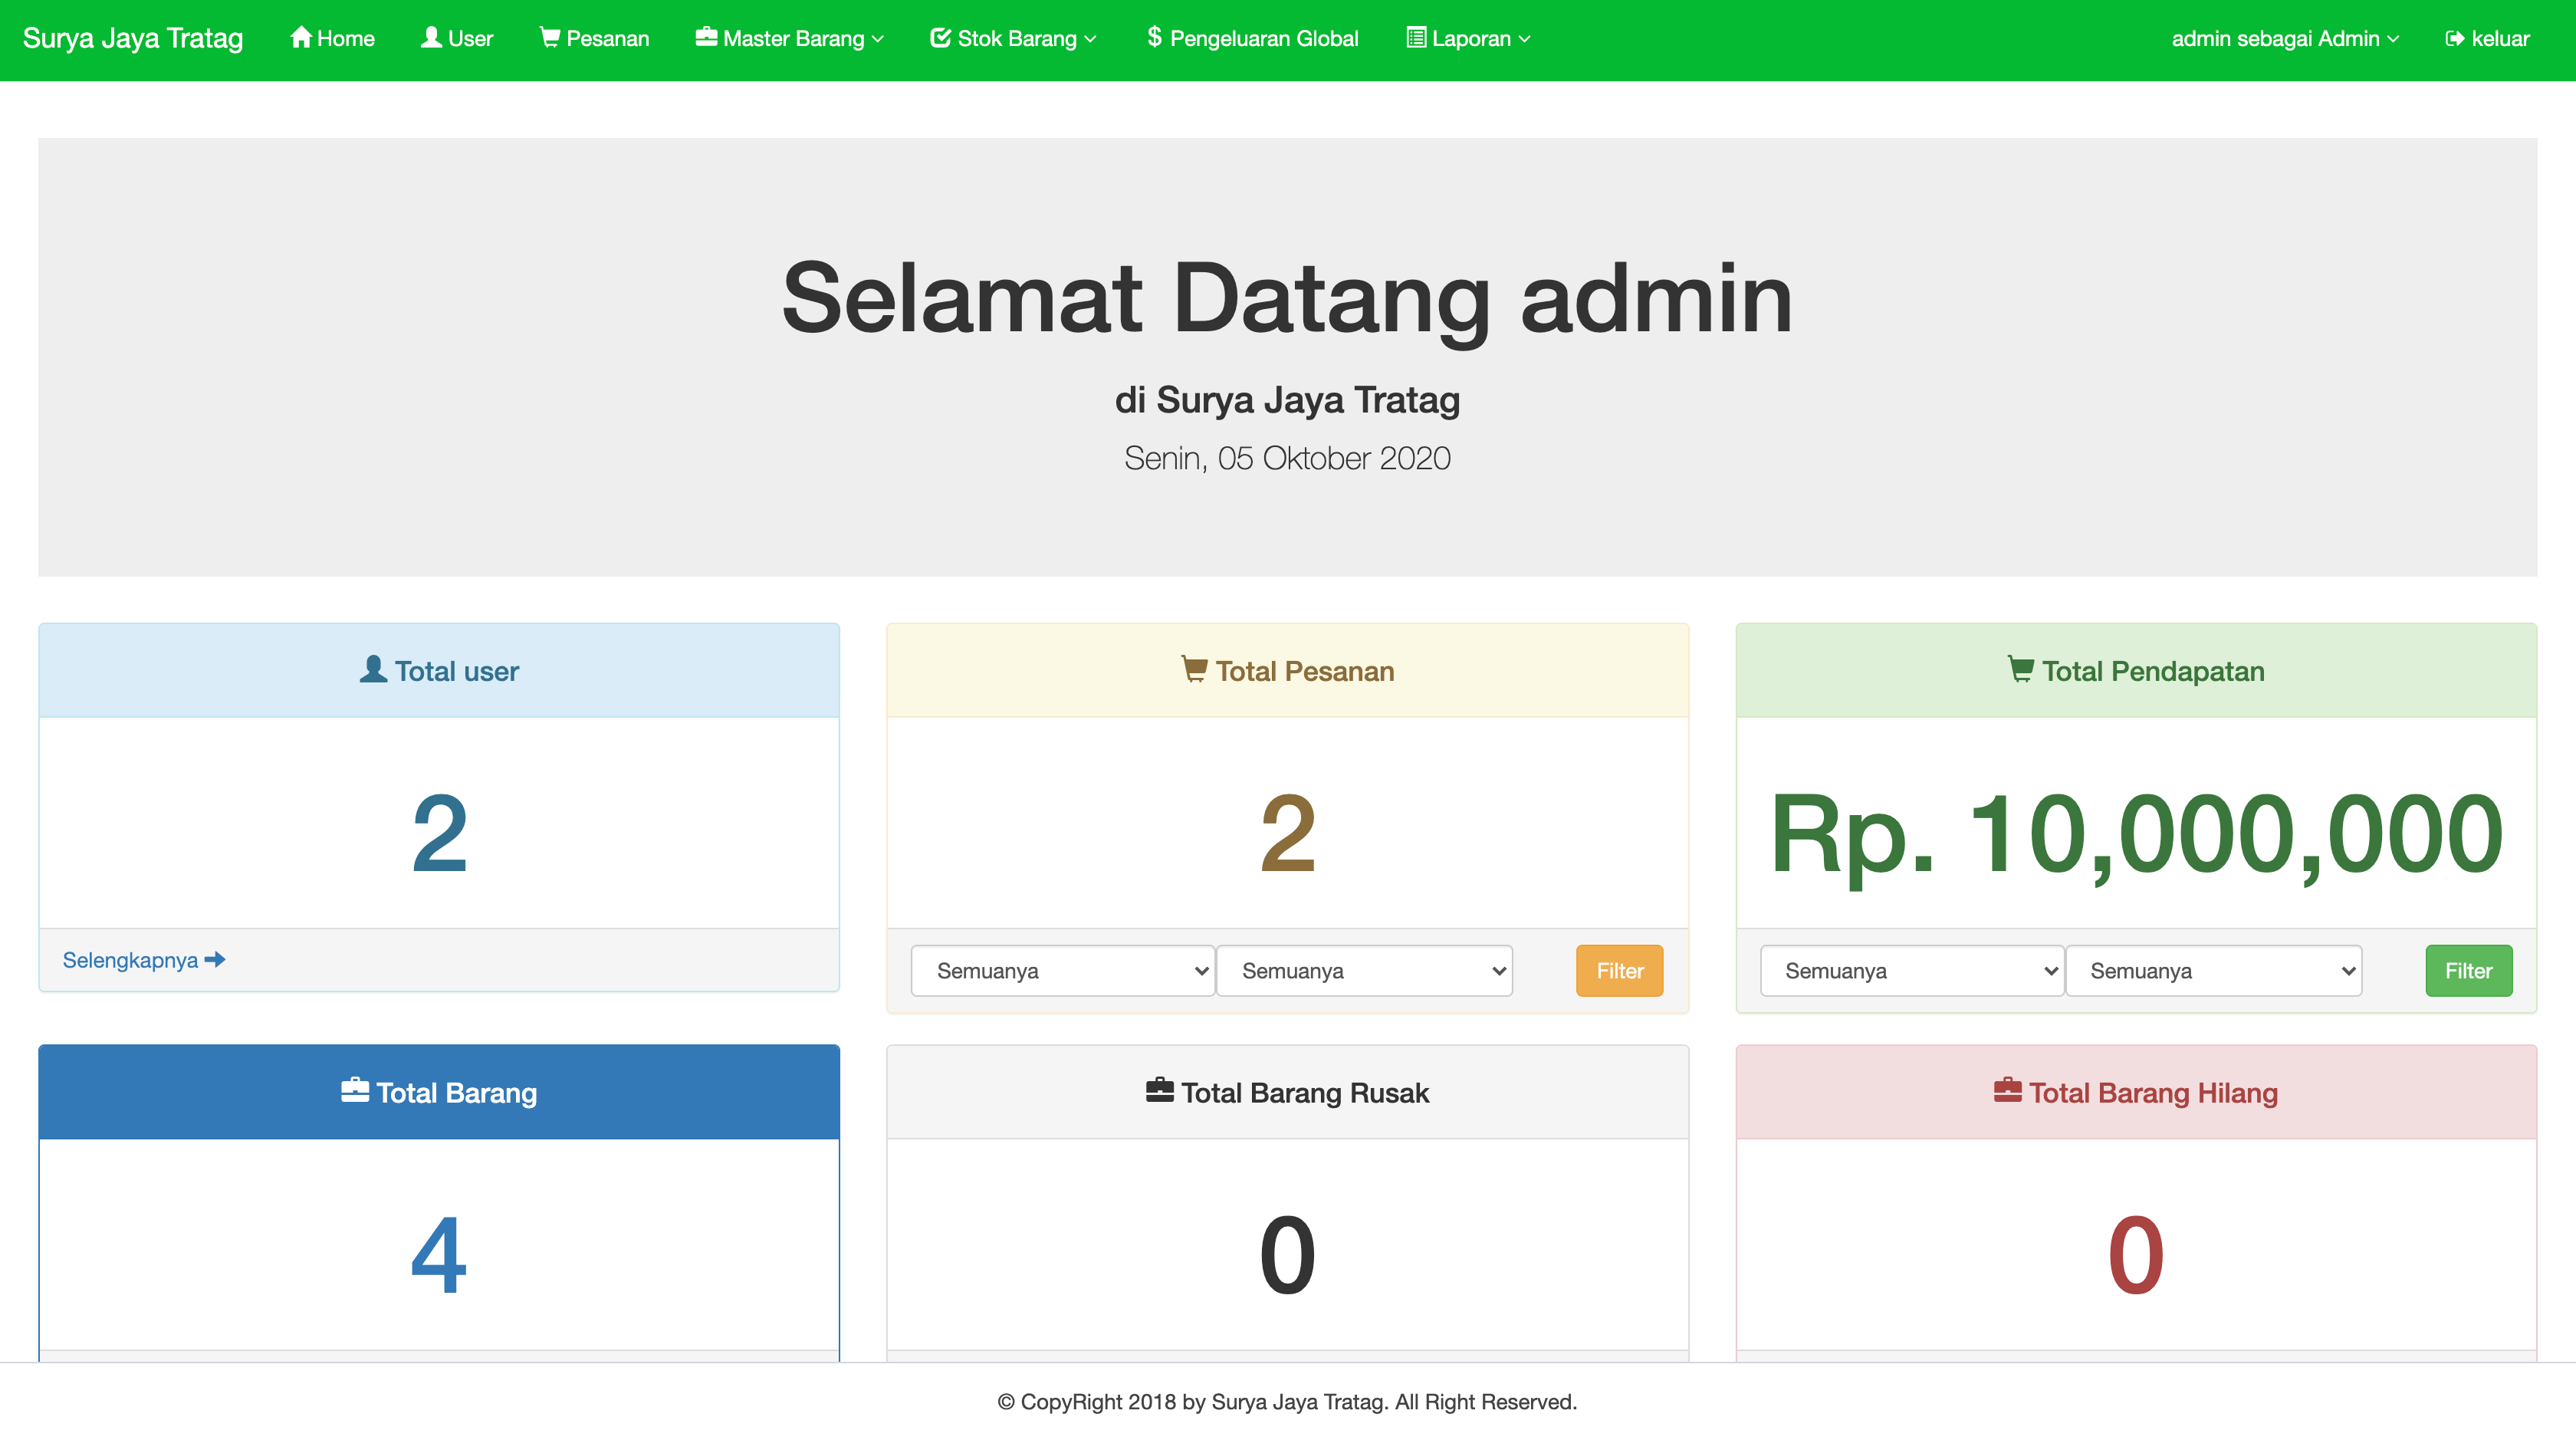 Surya Jaya Tratag Home User Pesanan Master Barang Stok Barang $ Pengeluaran Global Laporan admin sebagai Admin keluar
Selamat Datang admin
di Surya Jaya Tratag
Senin, 05 Oktober 2020
Total user
2
Selengkapnya
Total Pesanan
2
Semuanya Semuanya Filter
Total Pendapatan
Rp. 10,000,000
Semuanya Semuanya Filter
Total Barang
4
Total Barang Rusak
0
Total Barang Hilang
0
© CopyRight 2018 by Surya Jaya Tratag. All Right Reserved.